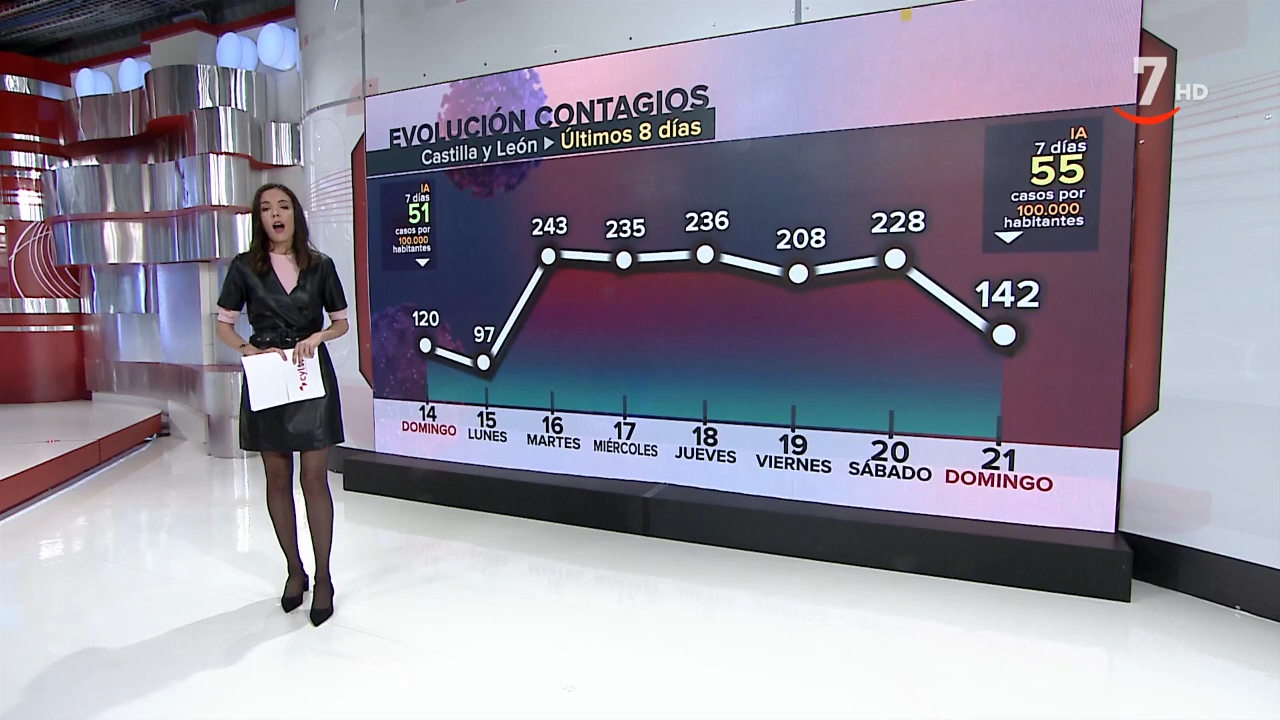 7 HD
EVOLUCIÓN CONTAGIOS
Castilla y León ▸ Últimos 8 días
IA
7 días
51
casos por
100.000
habitantes
IA
7 días
55
casos por
100.000
habitantes
120
97
243
235
236
208
228
142
14
DOMINGO
15
LUNES
16
MARTES
17
MIÉRCOLES
18
JUEVES
19
VIERNES
20
SÁBADO
21
DOMINGO
cyltv